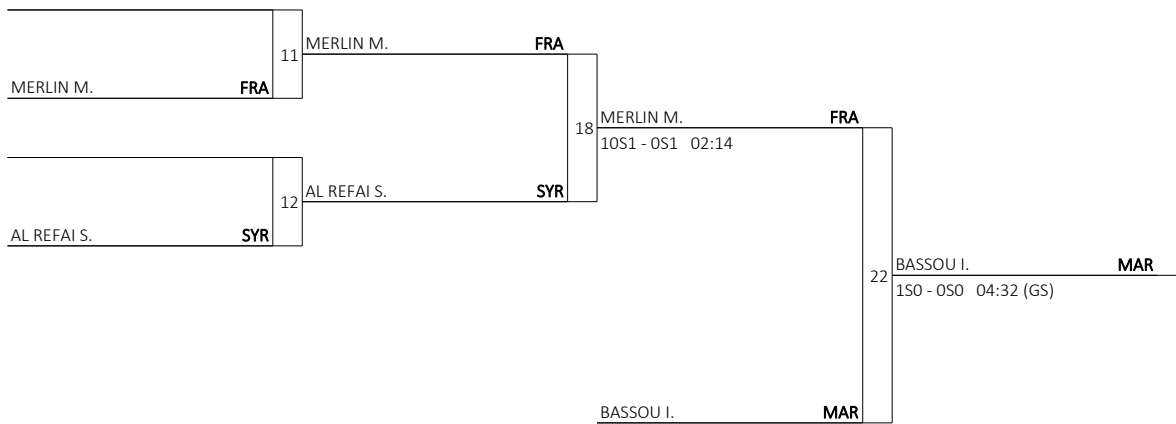 11
MERLIN M. FRA
MERLIN M. FRA
18
MERLIN M. FRA
10S1 - 0S1 02:14
12
AL REFAI S. SYR
AL REFAI S. SYR
22
BASSOU I. MAR
1S0 - 0S0 04:32 (GS)
BASSOU I. MAR